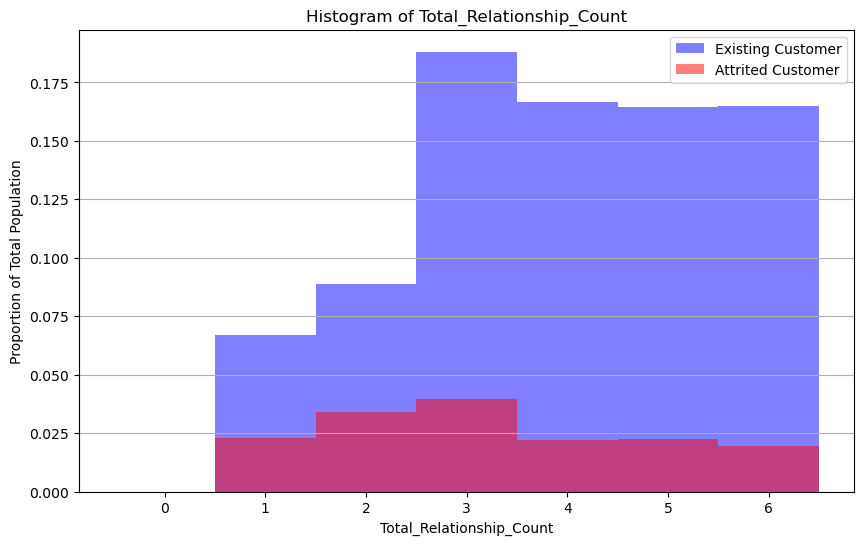 Histogram of Total_Relationship_Count
Existing Customer
Attrited Customer
Proportion of Total Population
0.175
0.150
0.125
0.100
0.075
0.050
0.025
0.000
0 1 2 3 4 5 6
Total_Relationship_Count